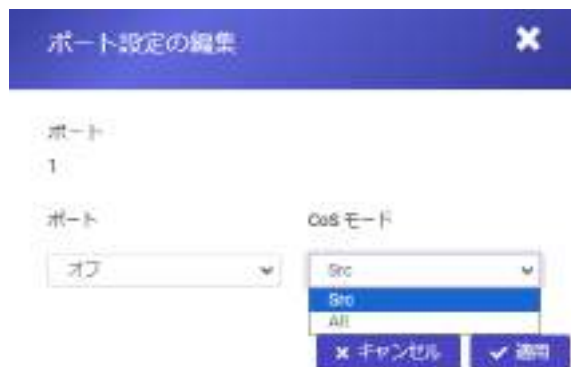 ポート設定の編集
ポート
1
ポート CoS モード
オフ Src
Src
All
キャンセル 適用